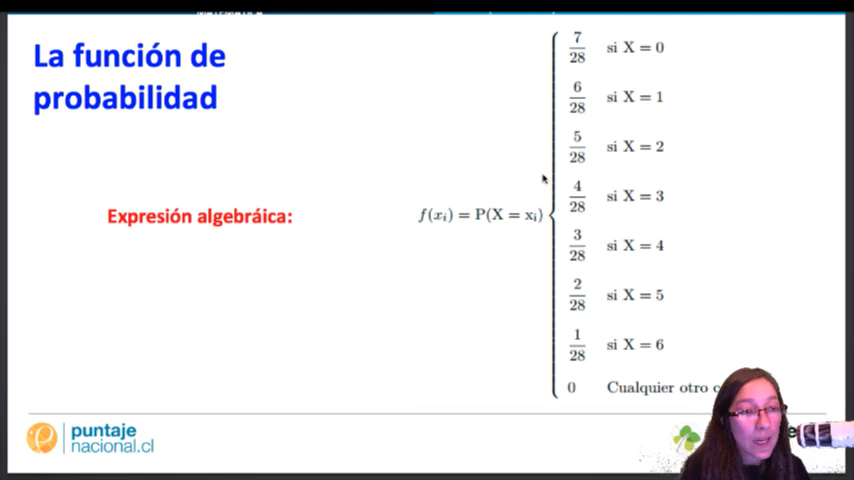 La función de
probabilidad
Expresión algebráica:
f(xᵢ) = P(X = xᵢ)
7/28 si X = 0
6/28 si X = 1
5/28 si X = 2
4/28 si X = 3
3/28 si X = 4
2/28 si X = 5
1/28 si X = 6
0 Cualquier otro
puntaje
nacional.cl